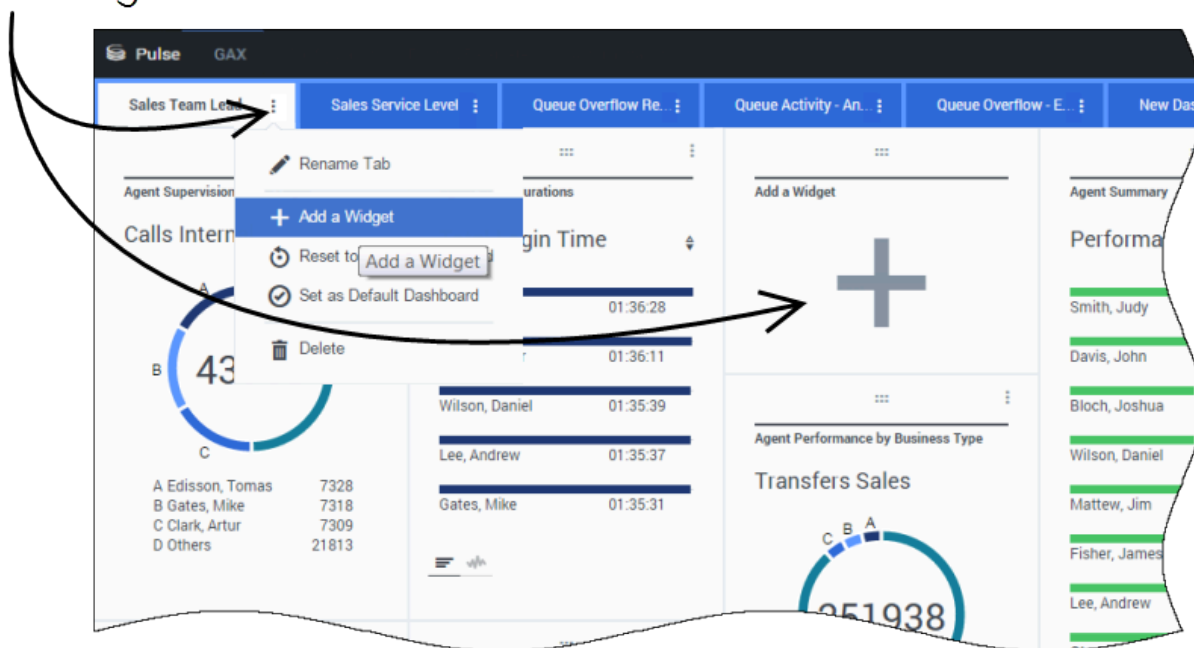 Pulse GAX
Sales Team Lead
Sales Service Level
Queue Overflow Re...
Queue Activity - An...
Queue Overflow - E...
New Das
Rename Tab
Add a Widget
Reset to
Add a Widget
Set as Default Dashboard
Delete
Agent Supervision
Calls Intern
A
B
C
43
A Edisson, Tomas 7328
B Gates, Mike 7318
C Clark, Artur 7309
D Others 21813
urations
gin Time
01:36:28
01:36:11
Wilson, Daniel 01:35:39
Lee, Andrew 01:35:37
Gates, Mike 01:35:31
Add a Widget
Agent Performance by Business Type
Transfers Sales
C B A
251938
Agent Summary
Performa
Smith, Judy
Davis, John
Bloch, Joshua
Wilson, Daniel
Mattew, Jim
Fisher, James
Lee, Andrew